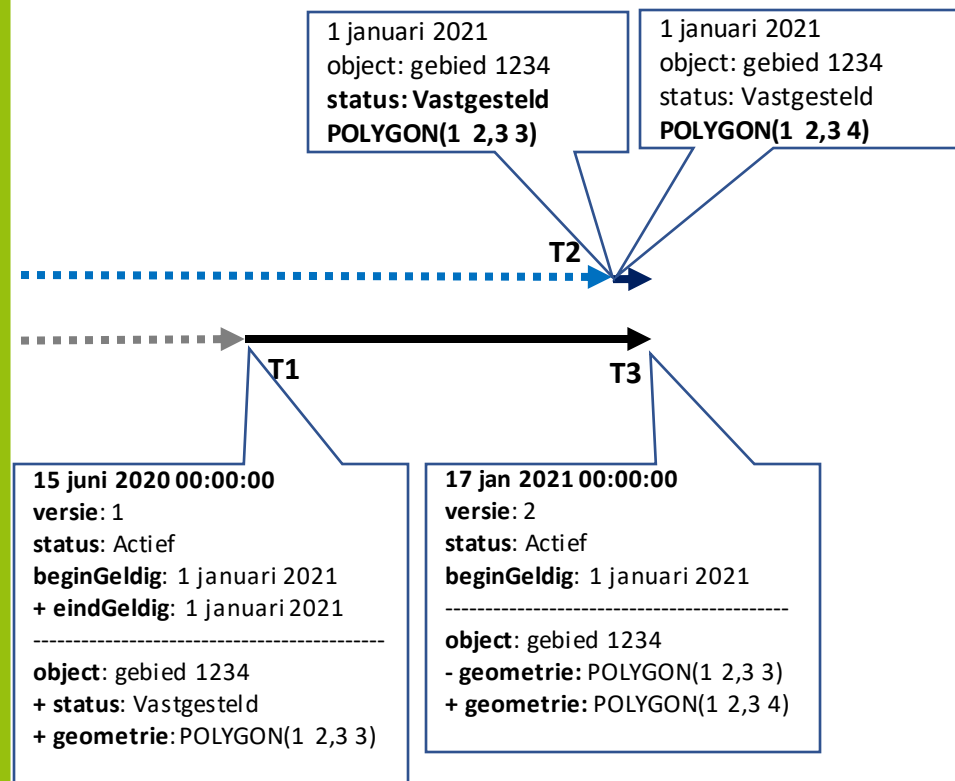 1 januari 2021
object: gebied 1234
status: Vastgesteld
POLYGON(1 2,3 3)
1 januari 2021
object: gebied 1234
status: Vastgesteld
POLYGON(1 2,3 4)
T2
T1
T3
15 juni 2020 00:00:00
versie: 1
status: Actief
beginGeldig: 1 januari 2021
+ eindGeldig: 1 januari 2021
--------------------------------------------
object: gebied 1234
+ status: Vastgesteld
+ geometrie: POLYGON(1 2,3 3)
17 jan 2021 00:00:00
versie: 2
status: Actief
beginGeldig: 1 januari 2021
-------------------------------------------
object: gebied 1234
- geometrie: POLYGON(1 2,3 3)
+ geometrie: POLYGON(1 2,3 4)